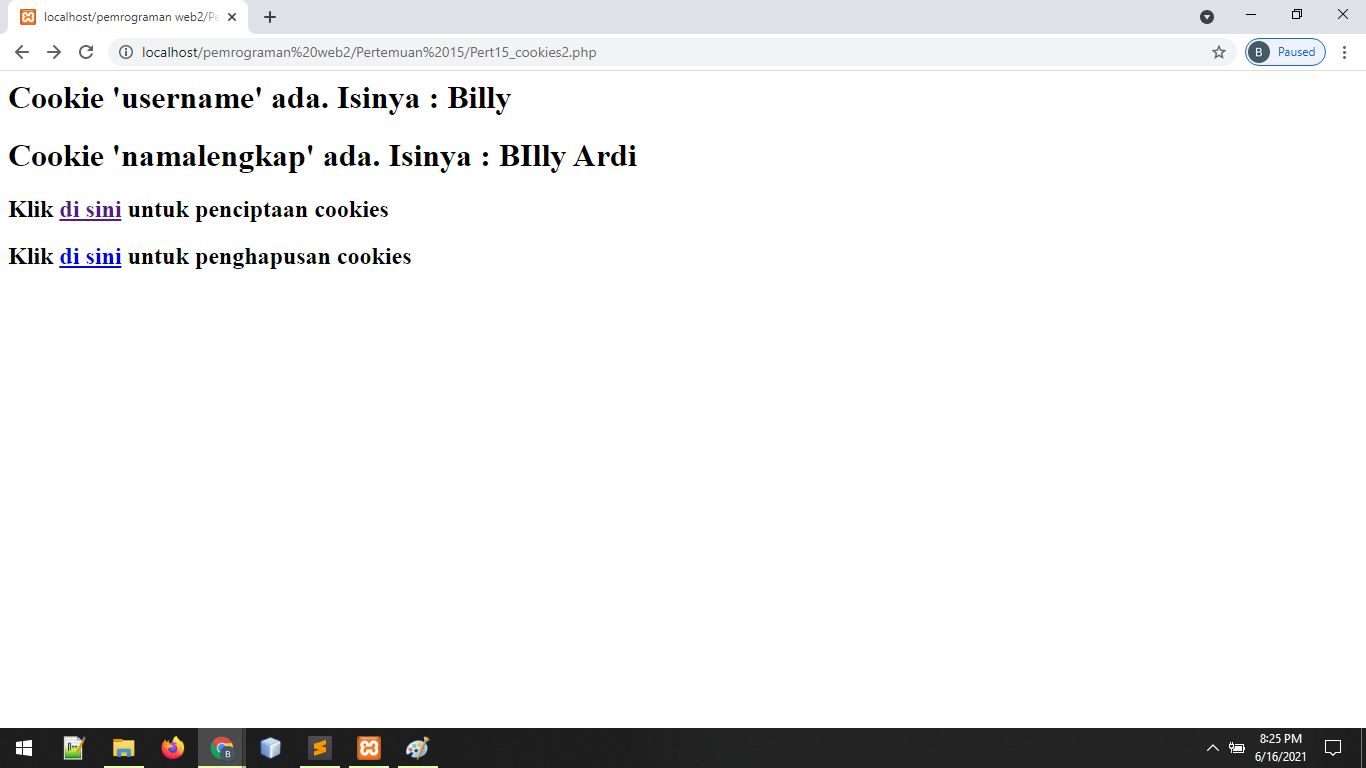 localhost/pemrograman web2/Pe
localhost/pemrograman%20web2/Pertemuan%2015/Pert15_cookies2.php
B
Paused
Cookie 'username' ada. Isinya : Billy
Cookie 'namalengkap' ada. Isinya : BIlly Ardi
Klik di sini untuk penciptaan cookies
Klik di sini untuk penghapusan cookies
B
8:25 PM
6/16/2021